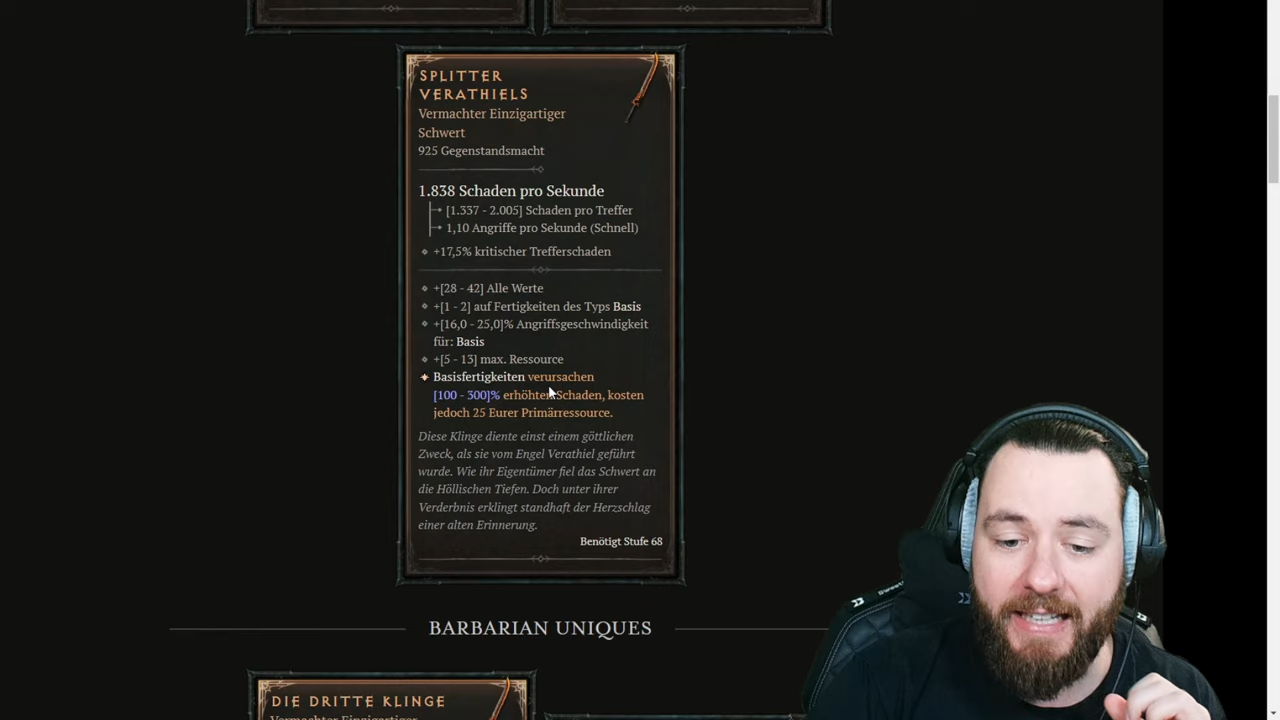 SPLITTER
VERATHIELS
Vermachter Einzigartiger
Schwert
925 Gegenstandsmacht
1.838 Schaden pro Sekunde
[1.337 - 2.005] Schaden pro Treffer
1,10 Angriffe pro Sekunde (Schnell)
+17,5% kritischer Trefferschaden
+[28 - 42] Alle Werte
+[1 - 2] auf Fertigkeiten des Typs Basis
+[16,0 - 25,0]% Angriffsgeschwindigkeit
für: Basis
+[5 - 13] max. Ressource
Basisfertigkeiten verursachen
[100 - 300]% erhöhten Schaden, kosten
jedoch 25 Eurer Primärressource.
Diese Klinge diente einst einem göttlichen
Zweck, als sie vom Engel Verathiel geführt
wurde. Wie ihr Eigentümer fiel das Schwert an
die Höllischen Tiefen. Doch unter ihrer
Verderbnis erklingt standhaft der Herzschlag
einer alten Erinnerung.
Benötigt Stufe 68
BARBARIAN UNIQUES
DIE DRITTE KLINGE
Vermachter Einzigartiger